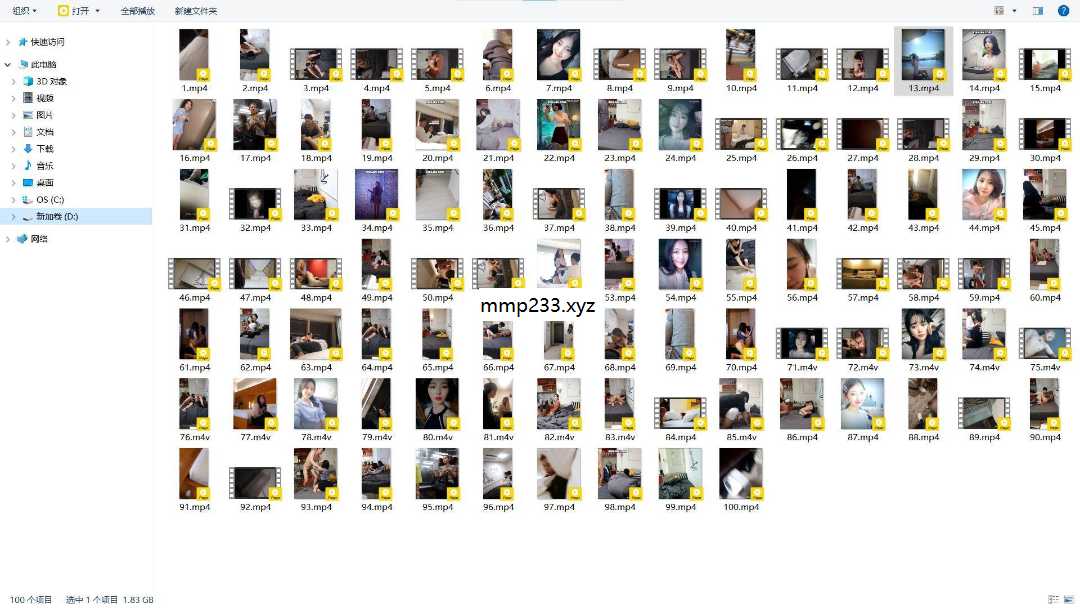 组织 打开 全部播放 新建文件夹
快速访问
此电脑
3D 对象
视频
图片
文档
下载
音乐
桌面
OS (C:)
新加卷 (D:)
网络
1.mp4 2.mp4 3.mp4 4.mp4 5.mp4 6.mp4 7.mp4 8.mp4 9.mp4 10.mp4 11.mp4 12.mp4 13.mp4 14.mp4 15.mp4
16.mp4 17.mp4 18.mp4 19.mp4 20.mp4 21.mp4 22.mp4 23.mp4 24.mp4 25.mp4 26.mp4 27.mp4 28.mp4 29.mp4 30.mp4
31.mp4 32.mp4 33.mp4 34.mp4 35.mp4 36.mp4 37.mp4 38.mp4 39.mp4 40.mp4 41.mp4 42.mp4 43.mp4 44.mp4 45.mp4
46.mp4 47.mp4 48.mp4 49.mp4 50.mp4 53.mp4 54.mp4 55.mp4 56.mp4 57.mp4 58.mp4 59.mp4 60.mp4
mmp233.xyz
61.mp4 62.mp4 63.mp4 64.mp4 65.mp4 66.mp4 67.mp4 68.mp4 69.mp4 70.mp4 71.m4v 72.m4v 73.m4v 74.m4v 75.m4v
76.m4v 77.m4v 78.m4v 79.m4v 80.m4v 81.m4v 82.m4v 83.m4v 84.mp4 85.m4v 86.mp4 87.mp4 88.mp4 89.mp4 90.mp4
91.mp4 92.mp4 93.mp4 94.mp4 95.mp4 96.mp4 97.mp4 98.mp4 99.mp4 100.mp4
100 个项目 选中 1 个项目 1.83 GB